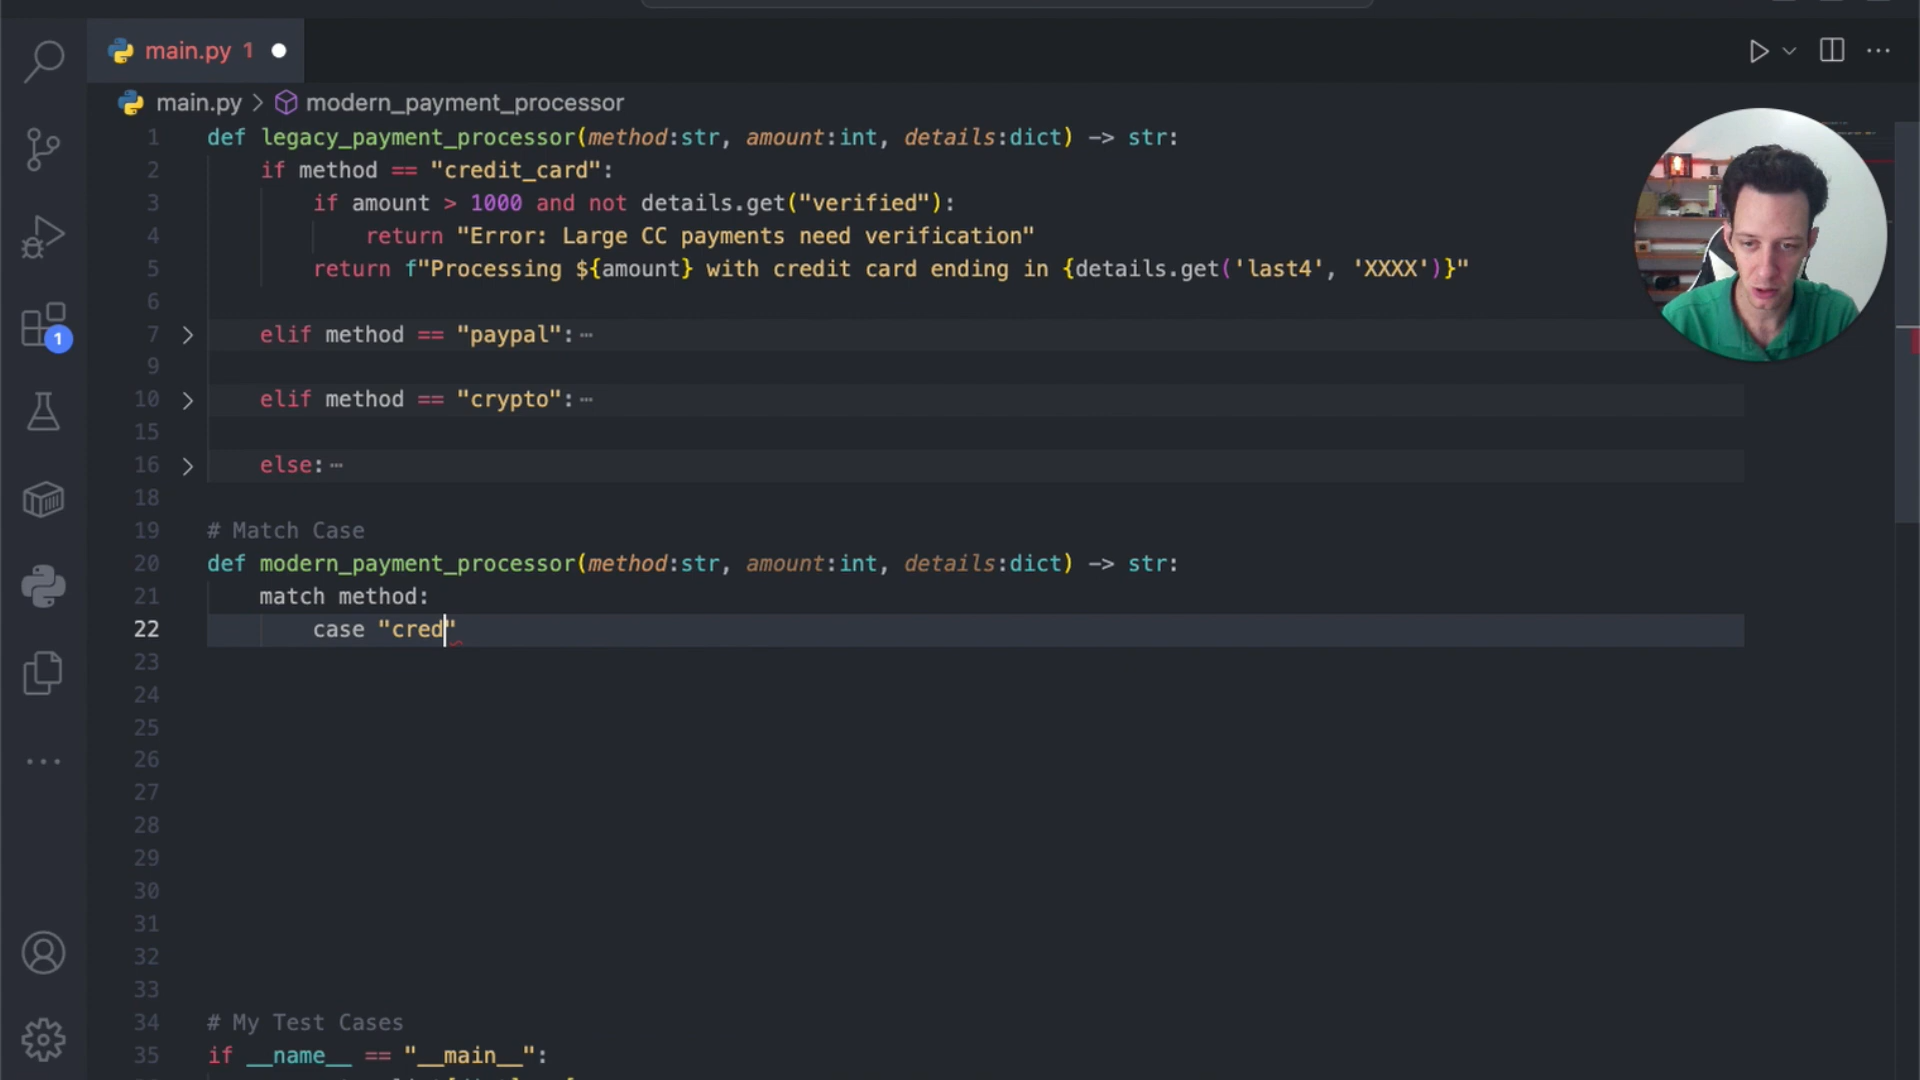 main.py 1
main.py > modern_payment_processor
1 def legacy_payment_processor(method:str, amount:int, details:dict) -> str:
2 if method == "credit_card":
3 if amount > 1000 and not details.get("verified"):
4 return "Error: Large CC payments need verification"
5 return f"Processing ${amount} with credit card ending in {details.get('last4', 'XXXX')}"
6
7 elif method == "paypal":⋯
9
10 elif method == "crypto":⋯
15
16 else:⋯
18
19 # Match Case
20 def modern_payment_processor(method:str, amount:int, details:dict) -> str:
21 match method:
22 case "cred"
23
24
25
26
27
28
29
30
31
32
33
34 # My Test Cases
35 if __name__ == "__main__":
1